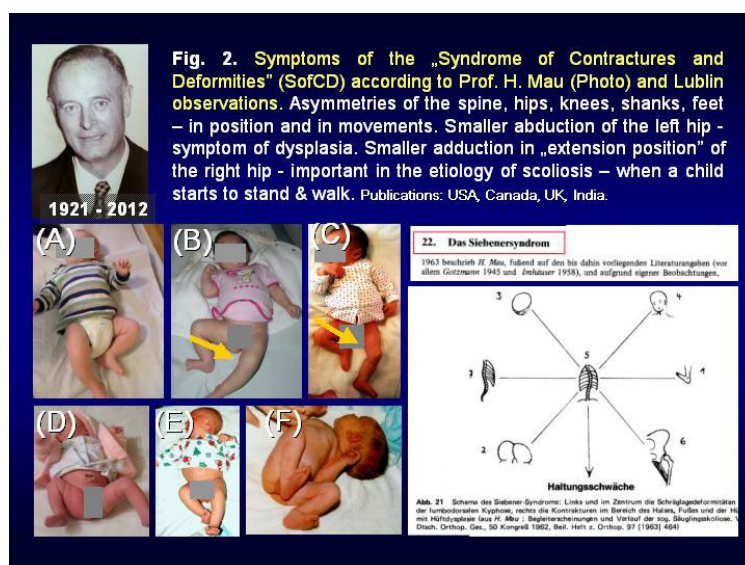 Fig. 2. Symptoms of the „Syndrome of Contractures and
Deformities” (SofCD) according to Prof. H. Mau (Photo) and Lublin
observations. Asymmetries of the spine, hips, knees, shanks, feet
– in position and in movements. Smaller abduction of the left hip -
symptom of dysplasia. Smaller adduction in „extension position” of
the right hip - important in the etiology of scoliosis – when a child
starts to stand & walk. Publications: USA, Canada, UK, India.
1921 - 2012
(A)
(B)
(C)
22. Das Siebenersyndrom
1963 beschrieb H. Mau, fußend auf den bis dahin vorliegenden Literaturangaben (vor
allem Gotzmann 1945 und Imhäuser 1958), und aufgrund eigener Beobachtungen,
3
4
5
7
1
2
6
Haltungsschwäche
(D)
(E)
(F)
Abb. 21 Schema des Siebener-Syndroms: Links und im Zentrum die Schräglagedeformitäten
der lumbodorsalen Kyphose, rechts die Kontrakturen im Bereich des Halses, Fußes und der
mit Hüftdysplasie (aus H. Mau: Begleiterscheinungen und Verlauf der sog. Säuglingsskoliose.
Dtsch. Orthop. Ges., 50 Kongreß 1962, Beil. Heft z. Orthop. 97 [1963] 464)